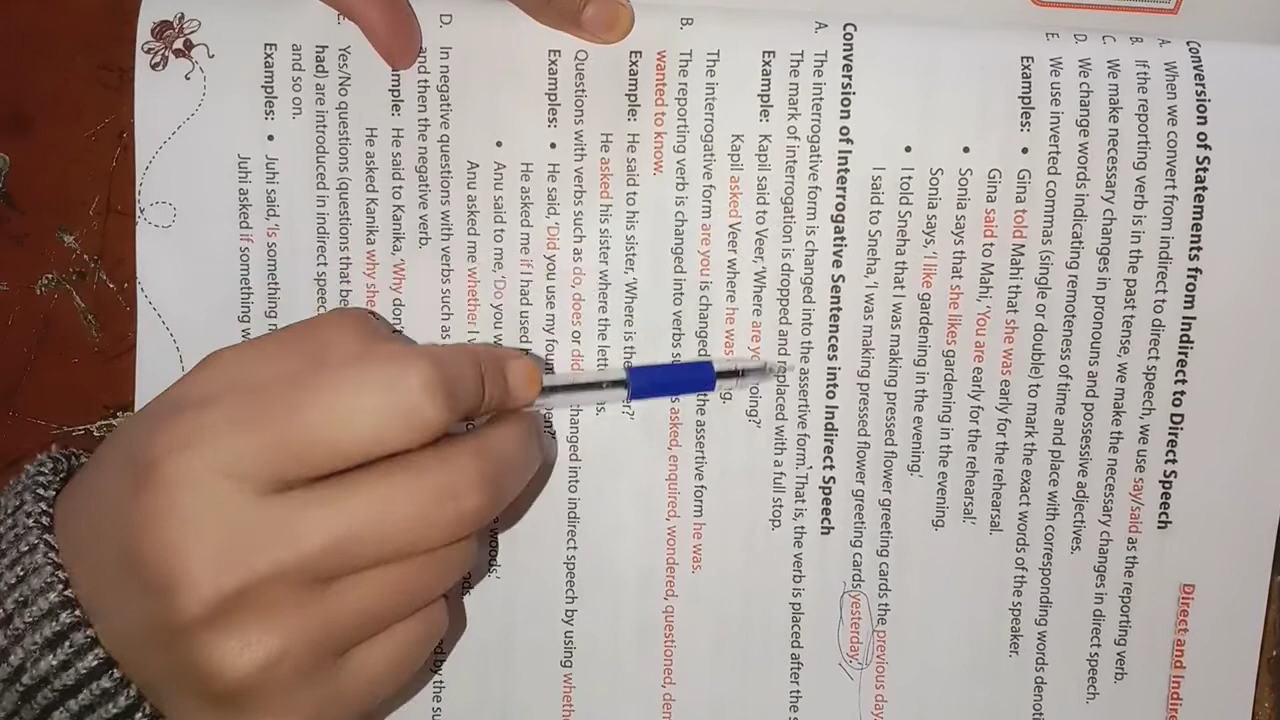 Direct and Indire
Conversion of Statements from Indirect to Direct Speech
A. When we convert from indirect to direct speech, we use say/said as the reporting verb.
B. If the reporting verb is in the past tense, we make the necessary changes in direct speech.
C. We make necessary changes in pronouns and possessive adjectives.
D. We change words indicating remoteness of time and place with corresponding words denoti
E. We use inverted commas (single or double) to mark the exact words of the speaker.
Examples: • Gina told Mahi that she was early for the rehearsal.
Gina said to Mahi, 'You are early for the rehearsal.'
• Sonia says that she likes gardening in the evening.
Sonia says, 'I like gardening in the evening.'
• I told Sneha that I was making pressed flower greeting cards the previous day
I said to Sneha, 'I was making pressed flower greeting cards yesterday.'
Conversion of Interrogative Sentences into Indirect Speech
A. The interrogative form is changed into the assertive form. That is, the verb is placed after the s
The mark of interrogation is dropped and replaced with a full stop.
Example: Kapil said to Veer, 'Where are yo oing?'
Kapil asked Veer where he was ng.
The interrogative form are you is changed the assertive form he was.
B. The reporting verb is changed into verbs su s asked, enquired, wondered, questioned, dem
wanted to know.
Example: He said to his sister, 'Where is the er?'
He asked his sister where the lett s.
Questions with verbs such as do, does or did changed into indirect speech by using wheth
Examples: • He said, 'Did you use my foun pen?'
He asked me if I had used h
• Anu said to me, 'Do you w woods.'
Anu asked me whether I w ods.
D. In negative questions with verbs such as d by the su
and then the negative verb.
mple: He said to Kanika, 'Why don't
He asked Kanika why she
Yes/No questions (questions that be
had) are introduced in indirect speec
and so on.
Examples: • Juhi said, 'Is something r
Juhi asked if something w